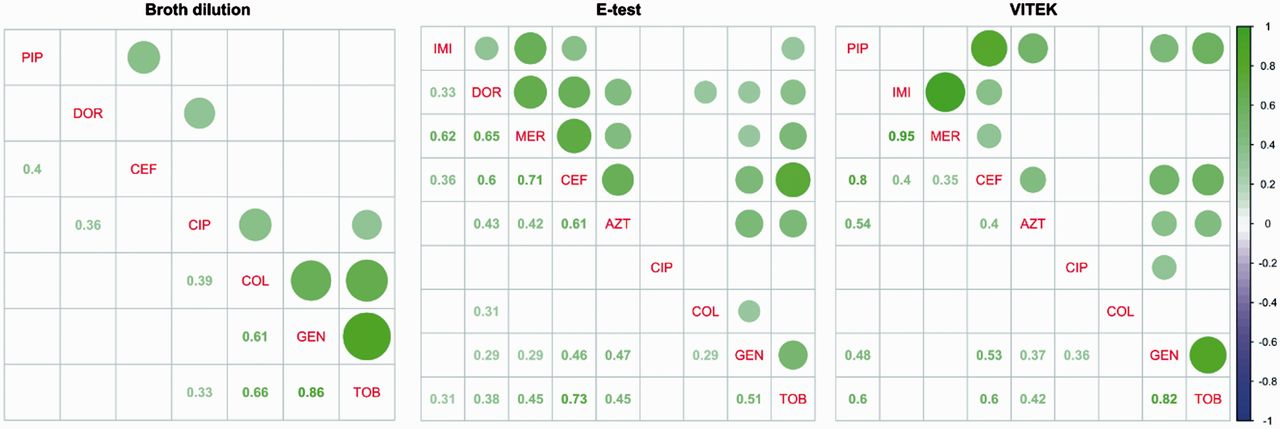 Broth dilution
PIP
DOR
0.4 CEF
0.36 CIP
0.39 COL
0.61 GEN
0.33 0.66 0.86 TOB
E-test
IMI
0.33 DOR
0.62 0.65 MER
0.36 0.6 0.71 CEF
0.43 0.42 0.61 AZT
CIP
0.31 COL
0.29 0.29 0.46 0.47 0.29 GEN
0.31 0.38 0.45 0.73 0.45 0.51 TOB
VITEK
PIP
IMI
0.95 MER
0.8 0.4 0.35 CEF
0.54 0.4 AZT
CIP
COL
0.48 0.53 0.37 0.36 GEN
0.6 0.6 0.42 0.82 TOB
1
0.8
0.6
0.4
0.2
0
-0.2
-0.4
-0.6
-0.8
-1